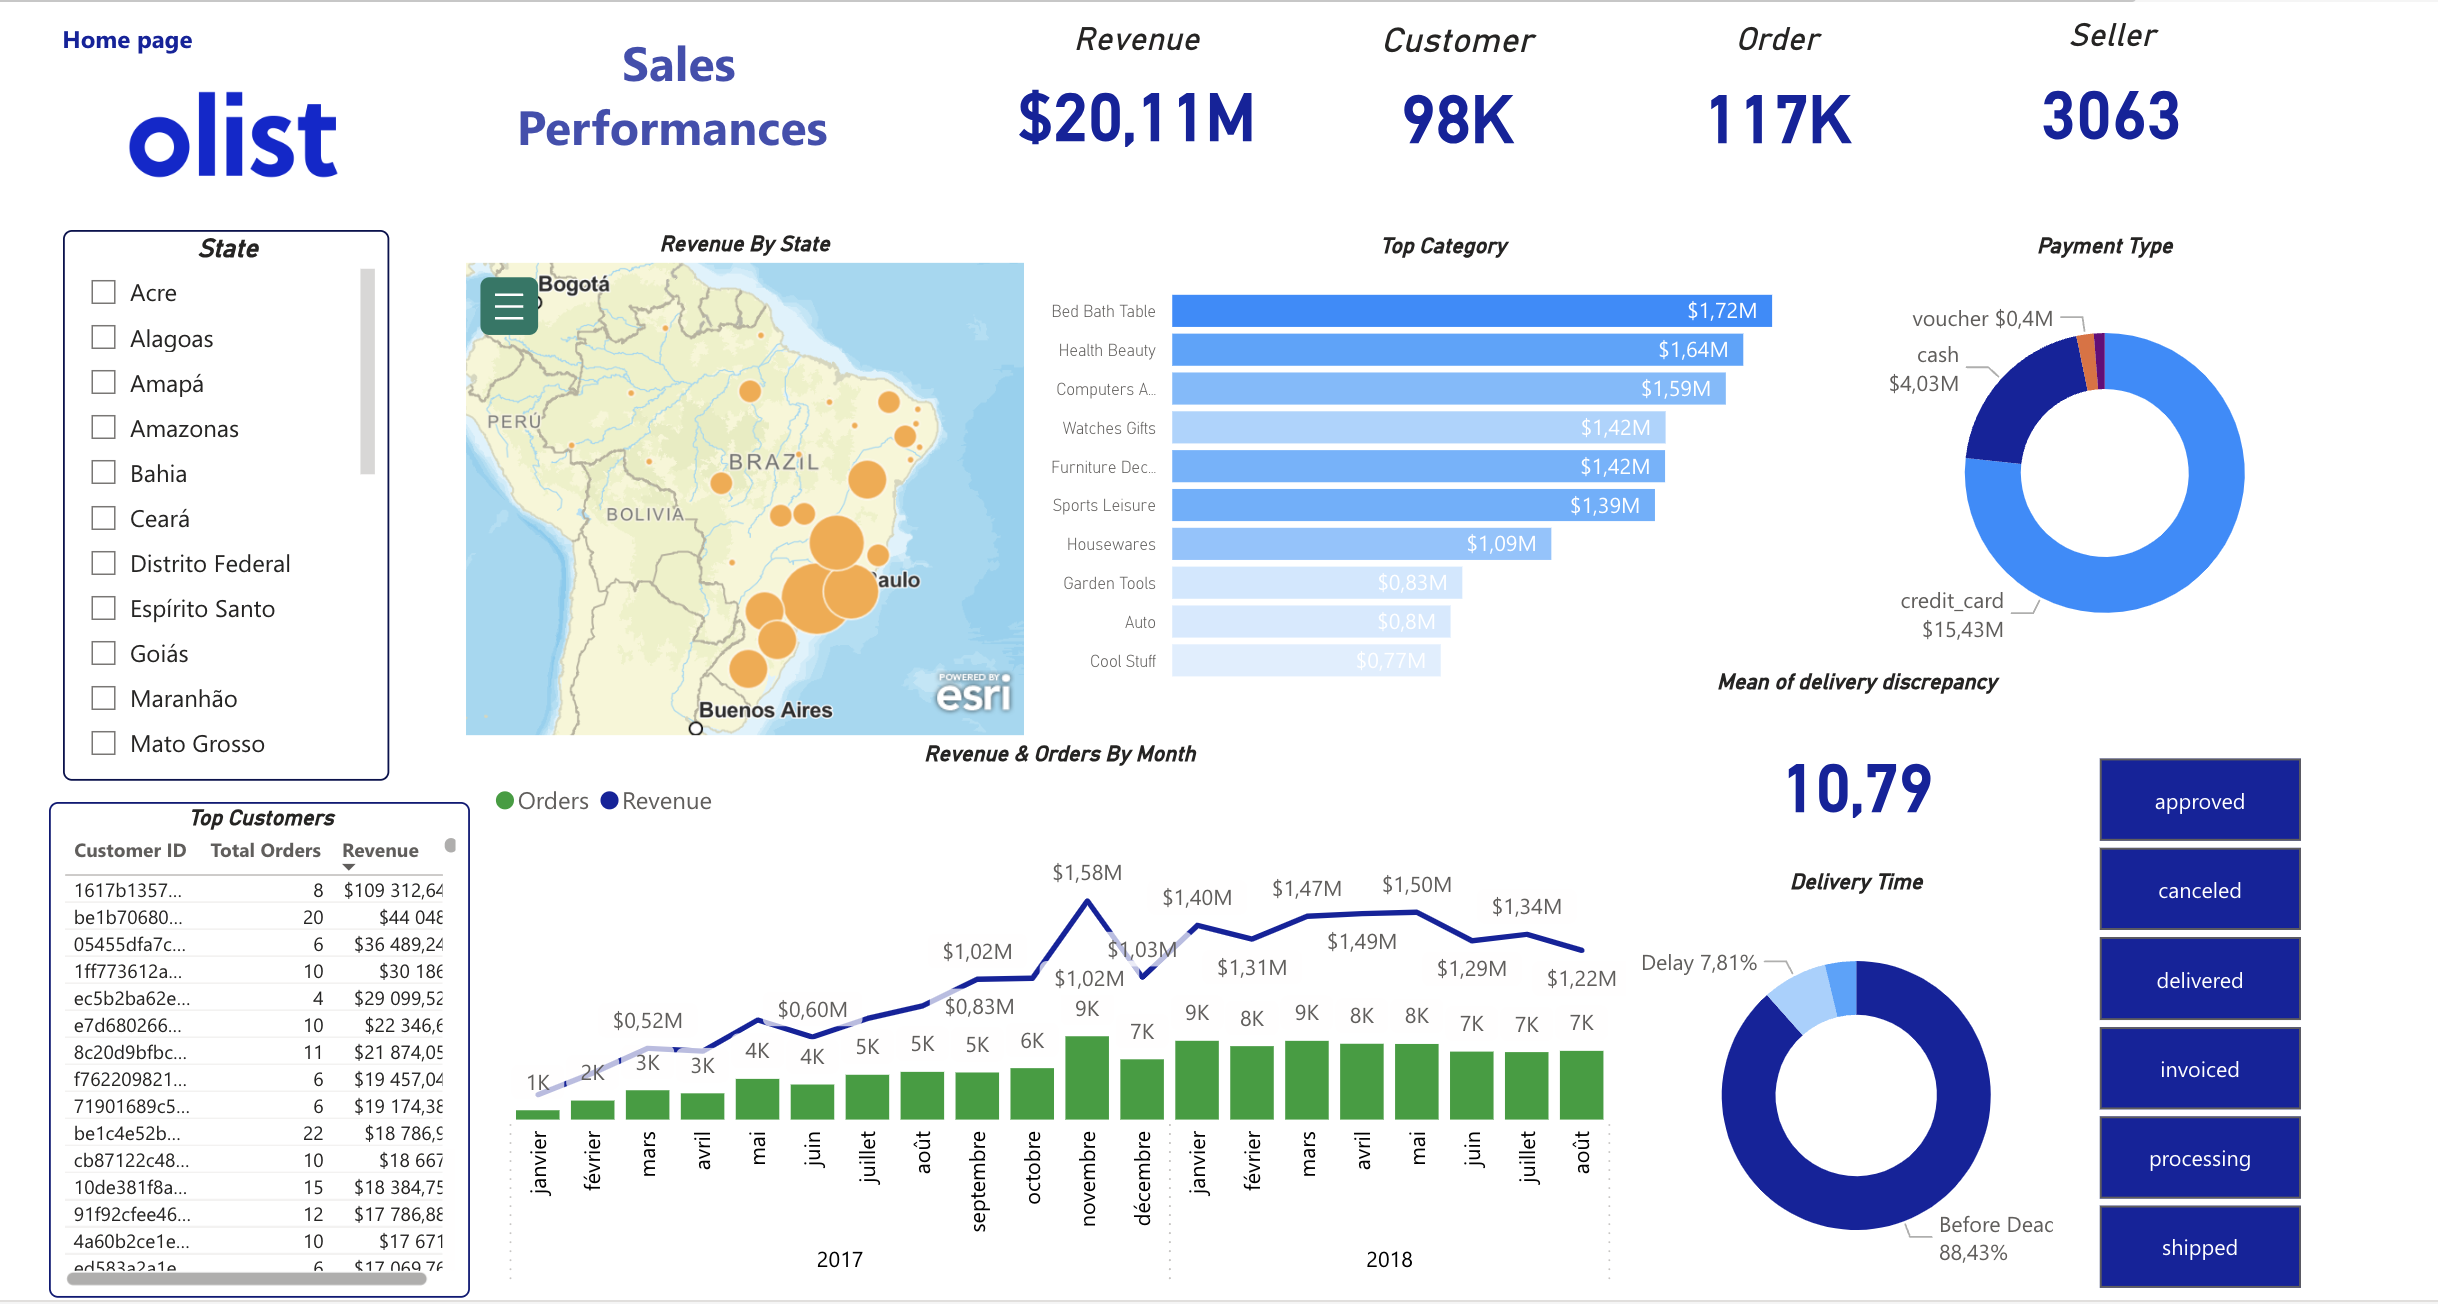 Home page
olist
Sales
Performances
Revenue
$20,11M
Customer
98K
Order
117K
Seller
3063
State
Acre
Alagoas
Amapá
Amazonas
Bahia
Ceará
Distrito Federal
Espírito Santo
Goiás
Maranhão
Mato Grosso
Revenue By State
Bogotá
PERÚ
BRAZIL
BOLIVIA
aulo
Buenos Aires
POWERED BY
esri
Top Category
Bed Bath Table $1,72M
Health Beauty $1,64M
Computers A... $1,59M
Watches Gifts $1,42M
Furniture Dec... $1,42M
Sports Leisure $1,39M
Housewares $1,09M
Garden Tools $0,83M
Auto $0,8M
Cool Stuff $0,77M
Payment Type
voucher $0,4M
cash
$4,03M
credit_card
$15,43M
Top Customers
Customer ID Total Orders Revenue
1617b1357... 8 $109 312,64
be1b70680... 20 $44 048
05455dfa7c... 6 $36 489,24
1ff773612a... 10 $30 186
ec5b2ba62e... 4 $29 099,52
e7d680266... 10 $22 346,6
8c20d9bfbc... 11 $21 874,05
f762209821... 6 $19 457,04
71901689c5... 6 $19 174,38
be1c4e52b... 22 $18 786,9
cb87122c48... 10 $18 667
10de381f8a... 15 $18 384,75
91f92cfee46... 12 $17 786,88
4a60b2ce1e... 10 $17 671
ed583a2a1e 6 $17 069,76
Revenue & Orders By Month
Orders Revenue
$0,52M $0,60M $1,02M $0,83M $1,58M $1,02M $1,03M $1,40M $1,31M $1,47M $1,49M $1,50M $1,29M $1,34M $1,22M
1K 2K 3K 3K 4K 4K 5K 5K 5K 6K 9K 7K 9K 8K 9K 8K 8K 7K 7K 7K
janvier février mars avril mai juin juillet août septembre octobre novembre décembre janvier février mars avril mai juin juillet août
2017 2018
Mean of delivery discrepancy
10,79
Delivery Time
Delay 7,81%
Before Deac
88,43%
approved
canceled
delivered
invoiced
processing
shipped